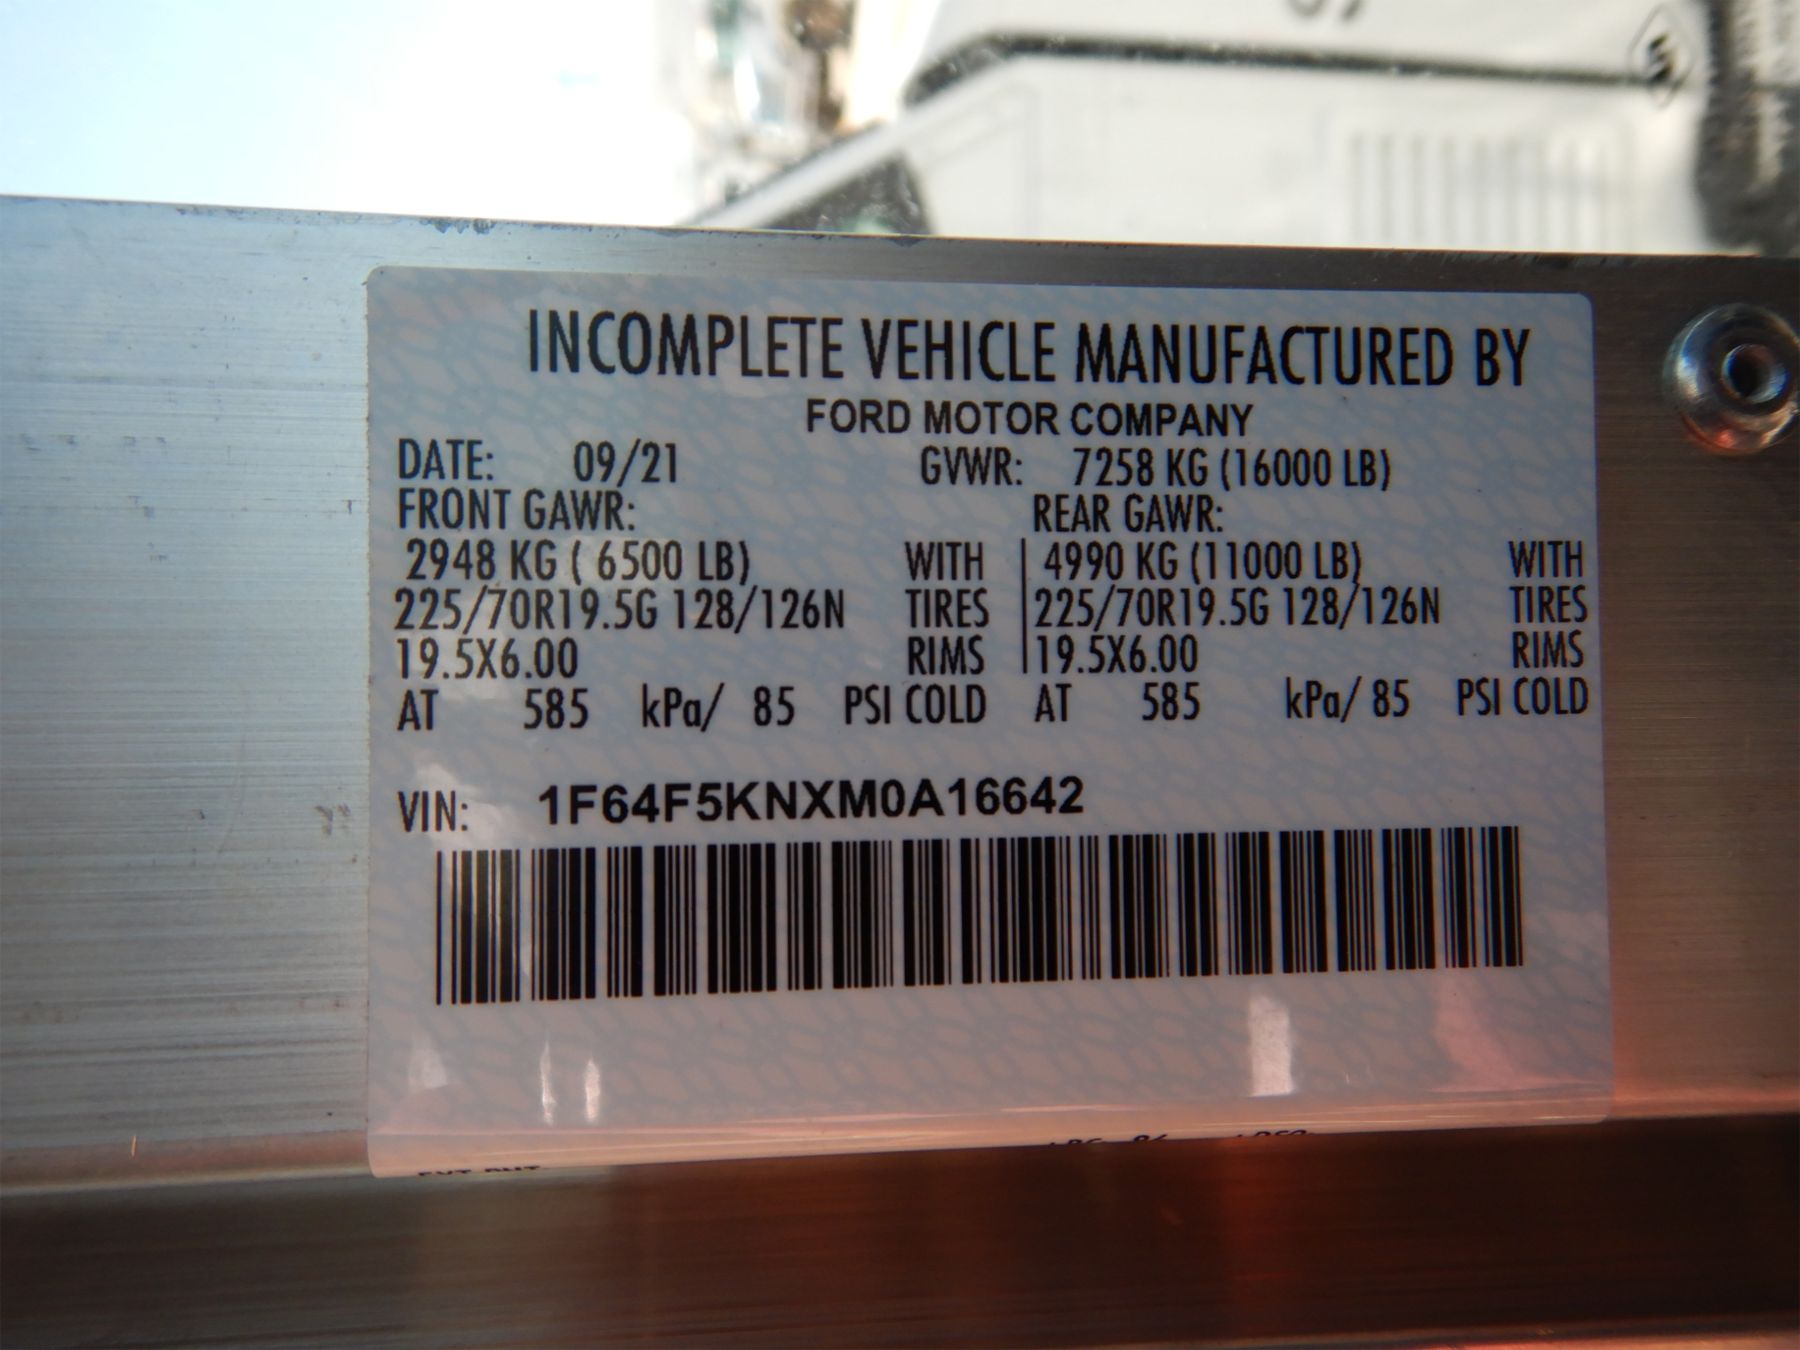 INCOMPLETE VEHICLE MANUFACTURED BY
FORD MOTOR COMPANY
DATE: 09/21 GVWR: 7258 KG (16000 LB)
FRONT GAWR: REAR GAWR:
2948 KG ( 6500 LB) WITH 4990 KG (11000 LB) WITH
225/70R19.5G 128/126N TIRES 225/70R19.5G 128/126N TIRES
19.5X6.00 RIMS 19.5X6.00 RIMS
AT 585 kPa/ 85 PSI COLD AT 585 kPa/ 85 PSI COLD
VIN: 1F64F5KNXM0A16642